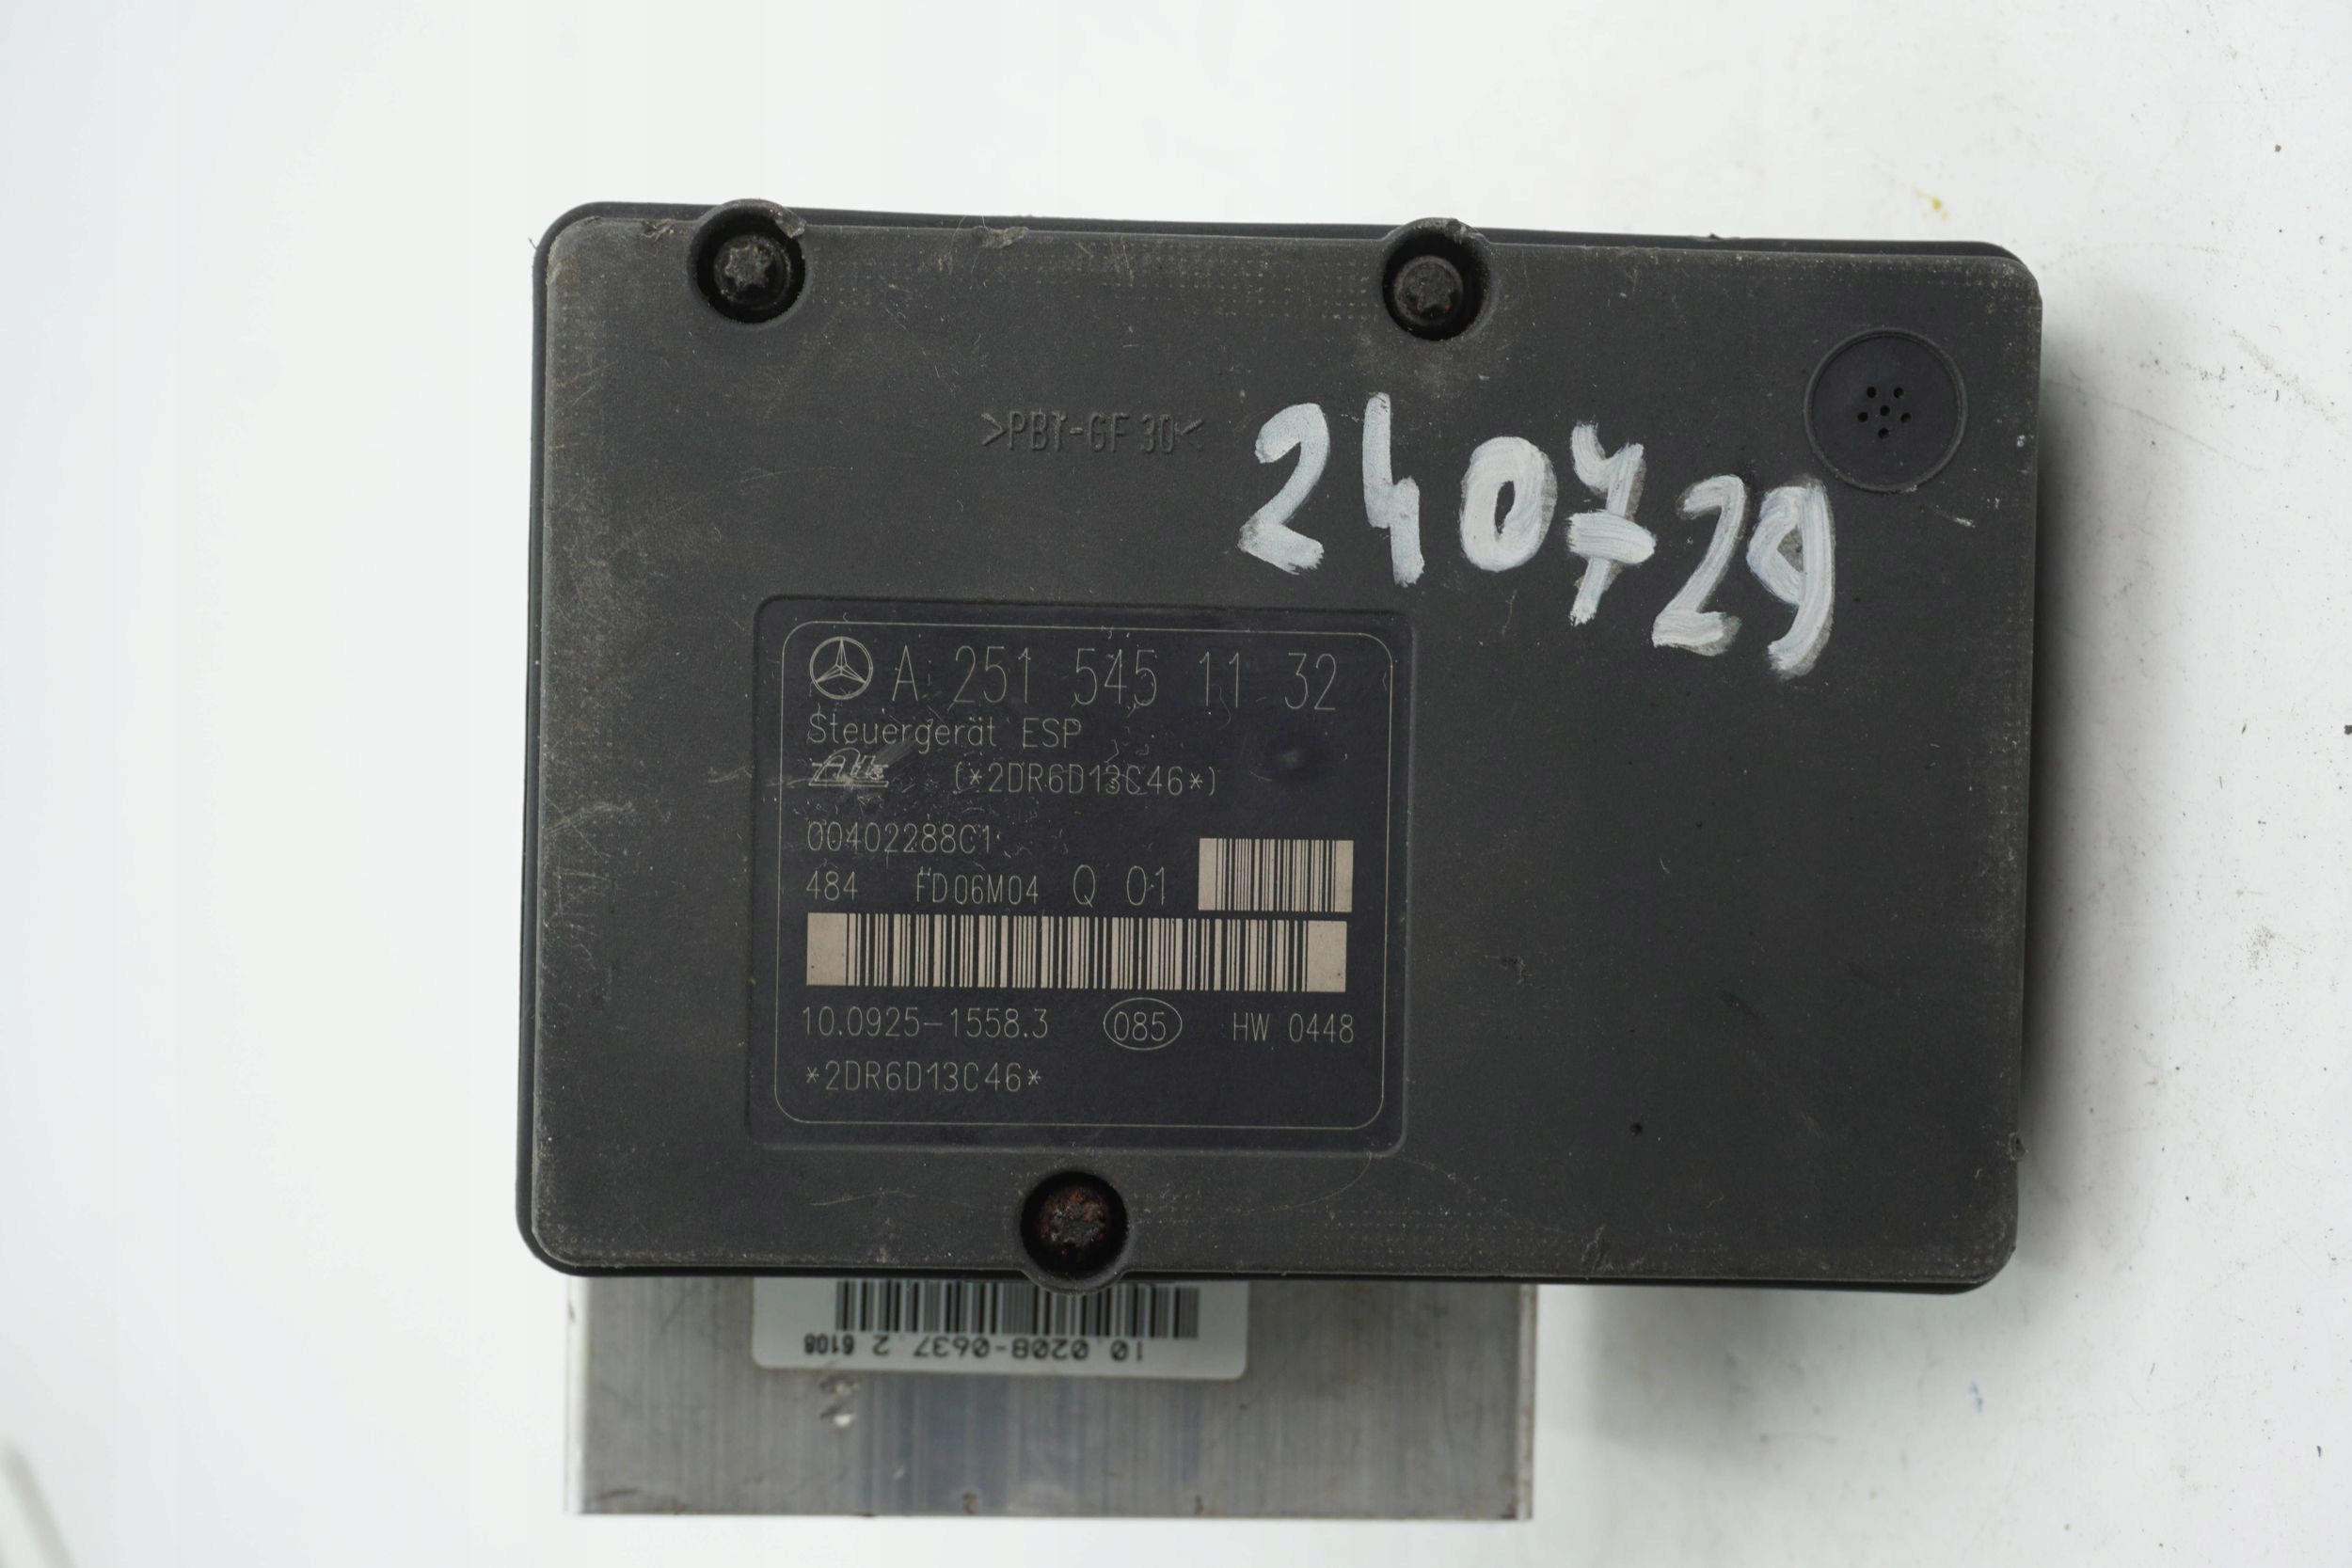 >PBT-GF 30<
240729
A 251 545 11 32
Steuergerät ESP
Ate (*2DR6D13C46*)
00402288C1
484 FD06M04 Q 01
10.0925-1558.3 085 HW 0448
*2DR6D13C46*
10.0208-0637.2 6108